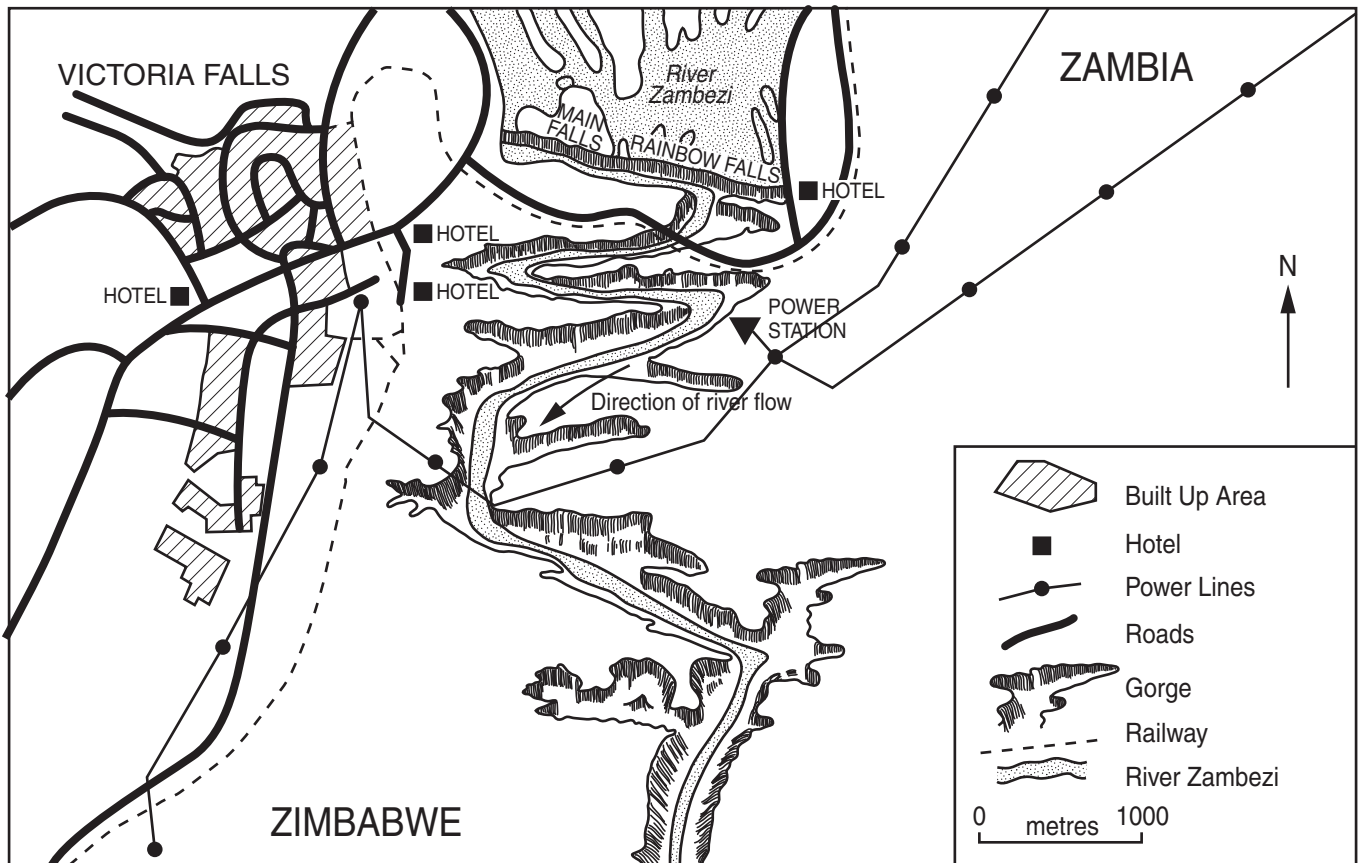 VICTORIA FALLS
River
Zambezi
ZAMBIA
MAIN
FALLS
RAINBOW FALLS
HOTEL
HOTEL
HOTEL
HOTEL
POWER
STATION
N
Direction of river flow
ZIMBABWE
Built Up Area
Hotel
Power Lines
Roads
Gorge
Railway
River Zambezi
0 1000
metres